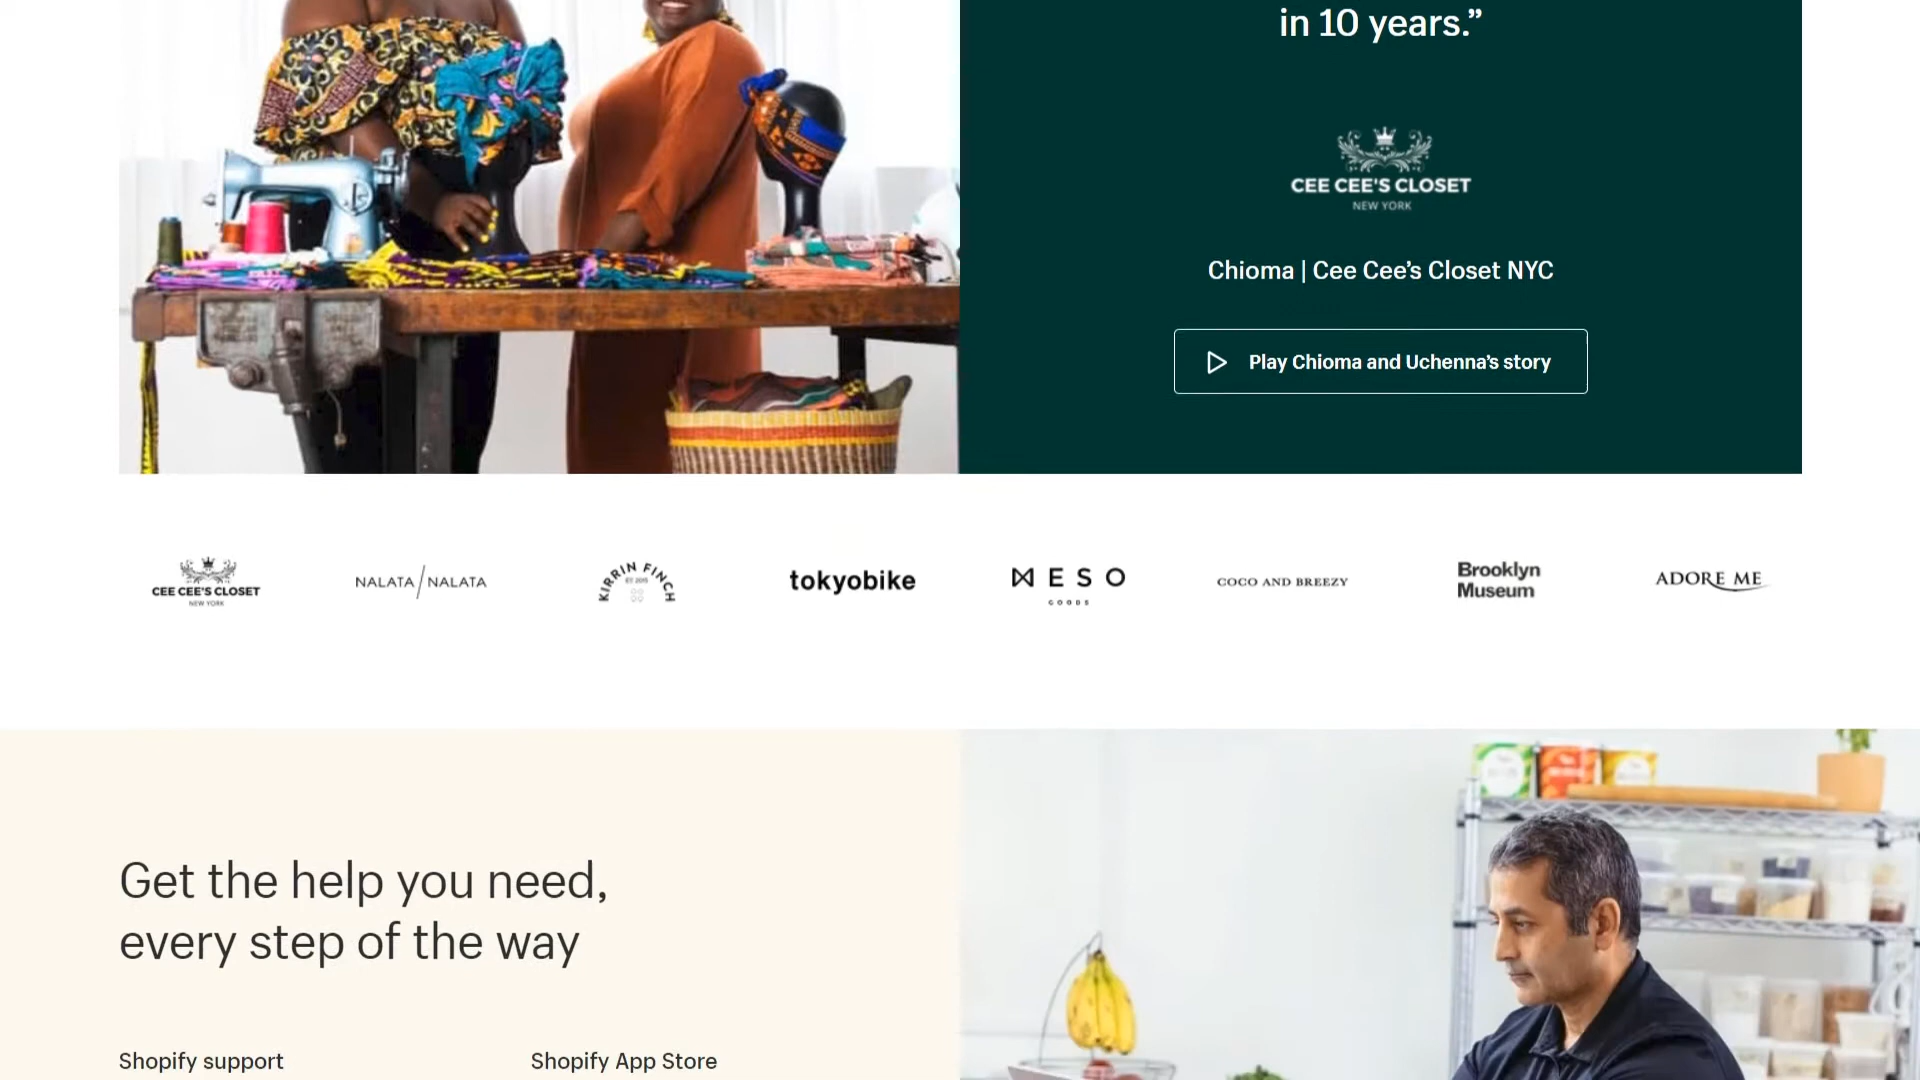 in 10 years.”
CEE CEE'S CLOSET
NEW YORK
Chioma | Cee Cee’s Closet NYC
Play Chioma and Uchenna’s story
CEE CEE'S CLOSET
NEW YORK
NALATA/NALATA
KIRRIN FINCH
EST. 2015
tokyobike
MESO
GOODS
COCO AND BREEZY
Brooklyn
Museum
ADORE ME
Get the help you need,
every step of the way
Shopify support
Shopify App Store